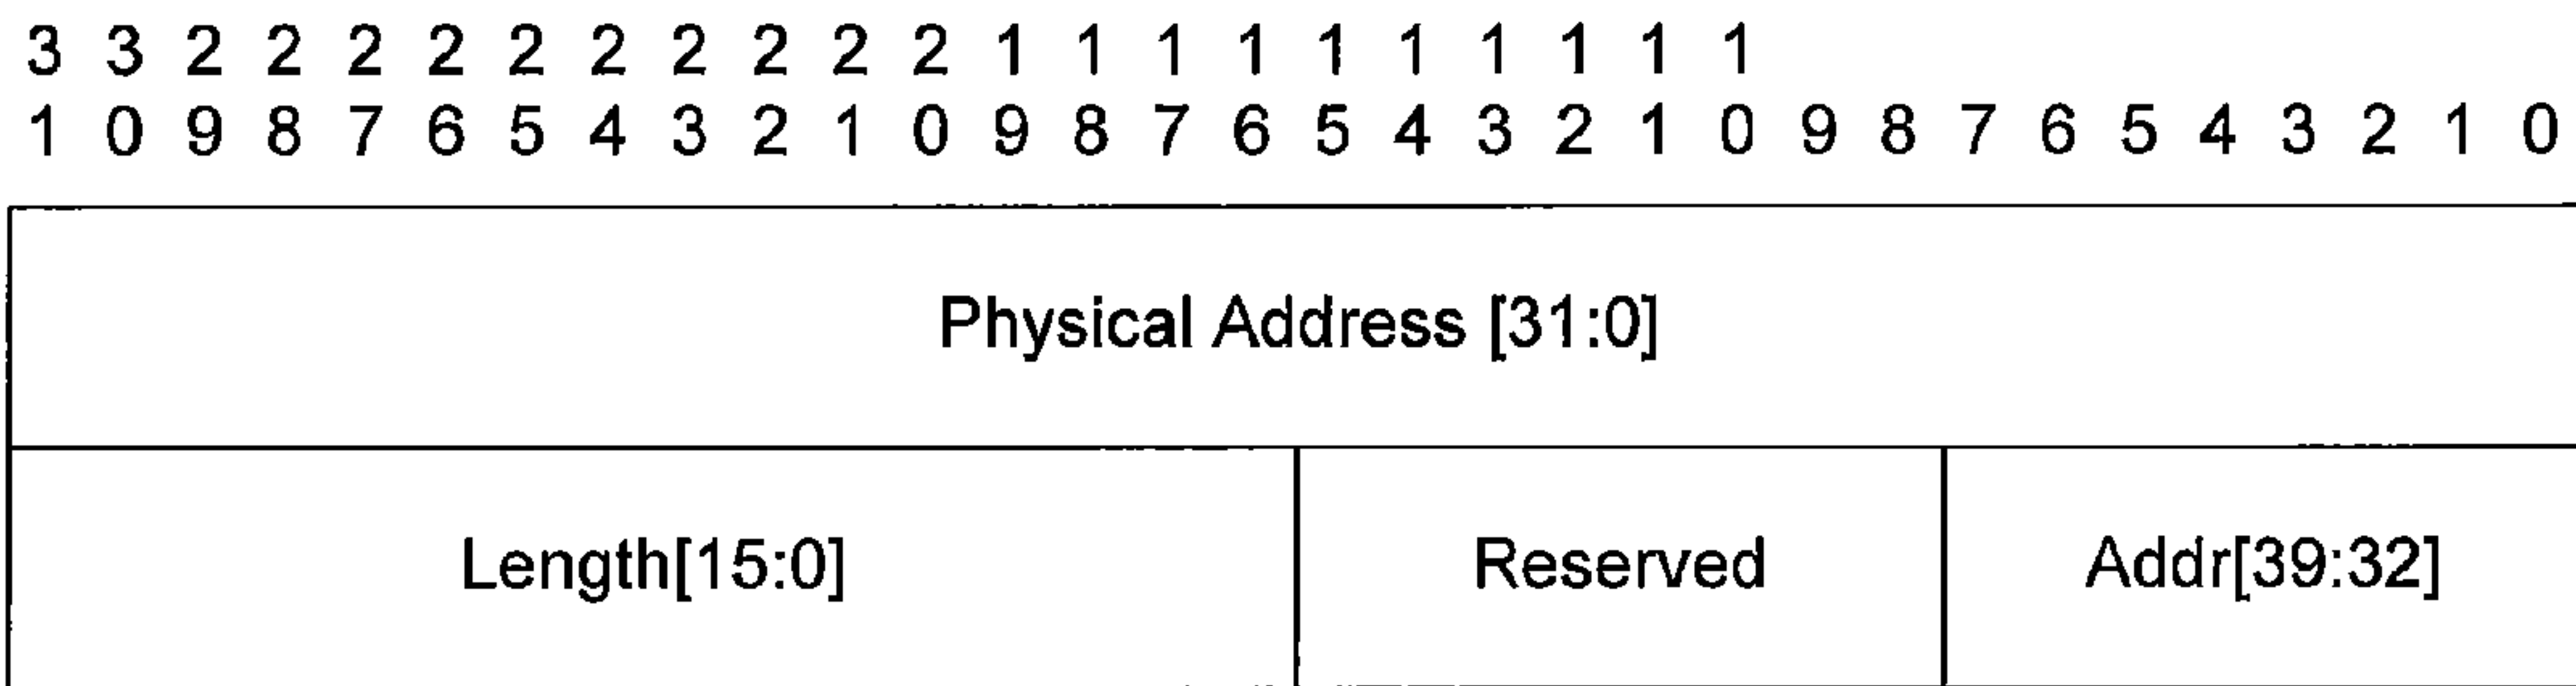 3 3 2 2 2 2 2 2 2 2 2 2 1 1 1 1 1 1 1 1 1 1
1 0 9 8 7 6 5 4 3 2 1 0 9 8 7 6 5 4 3 2 1 0 9 8 7 6 5 4 3 2 1 0
Physical Address [31:0]
Length[15:0] Reserved Addr[39:32]